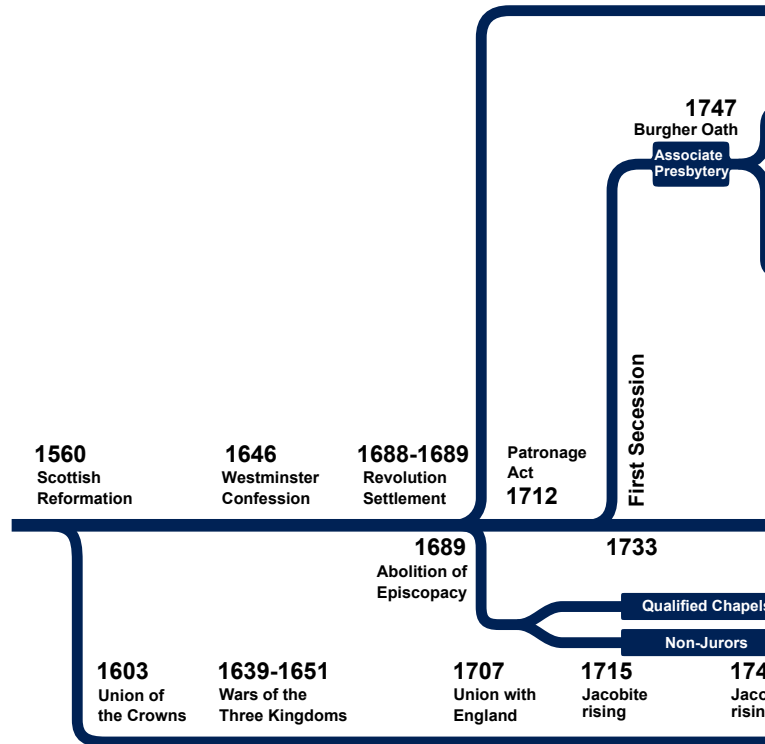 1747
Burgher Oath
Associate
Presbytery
First Secession
1560
Scottish
Reformation
1646
Westminster
Confession
1688-1689
Revolution
Settlement
Patronage
Act
1712
1689
Abolition of
Episcopacy
1733
Qualified Chapels
Non-Jurors
1603
Union of
the Crowns
1639-1651
Wars of the
Three Kingdoms
1707
Union with
England
1715
Jacobite
rising